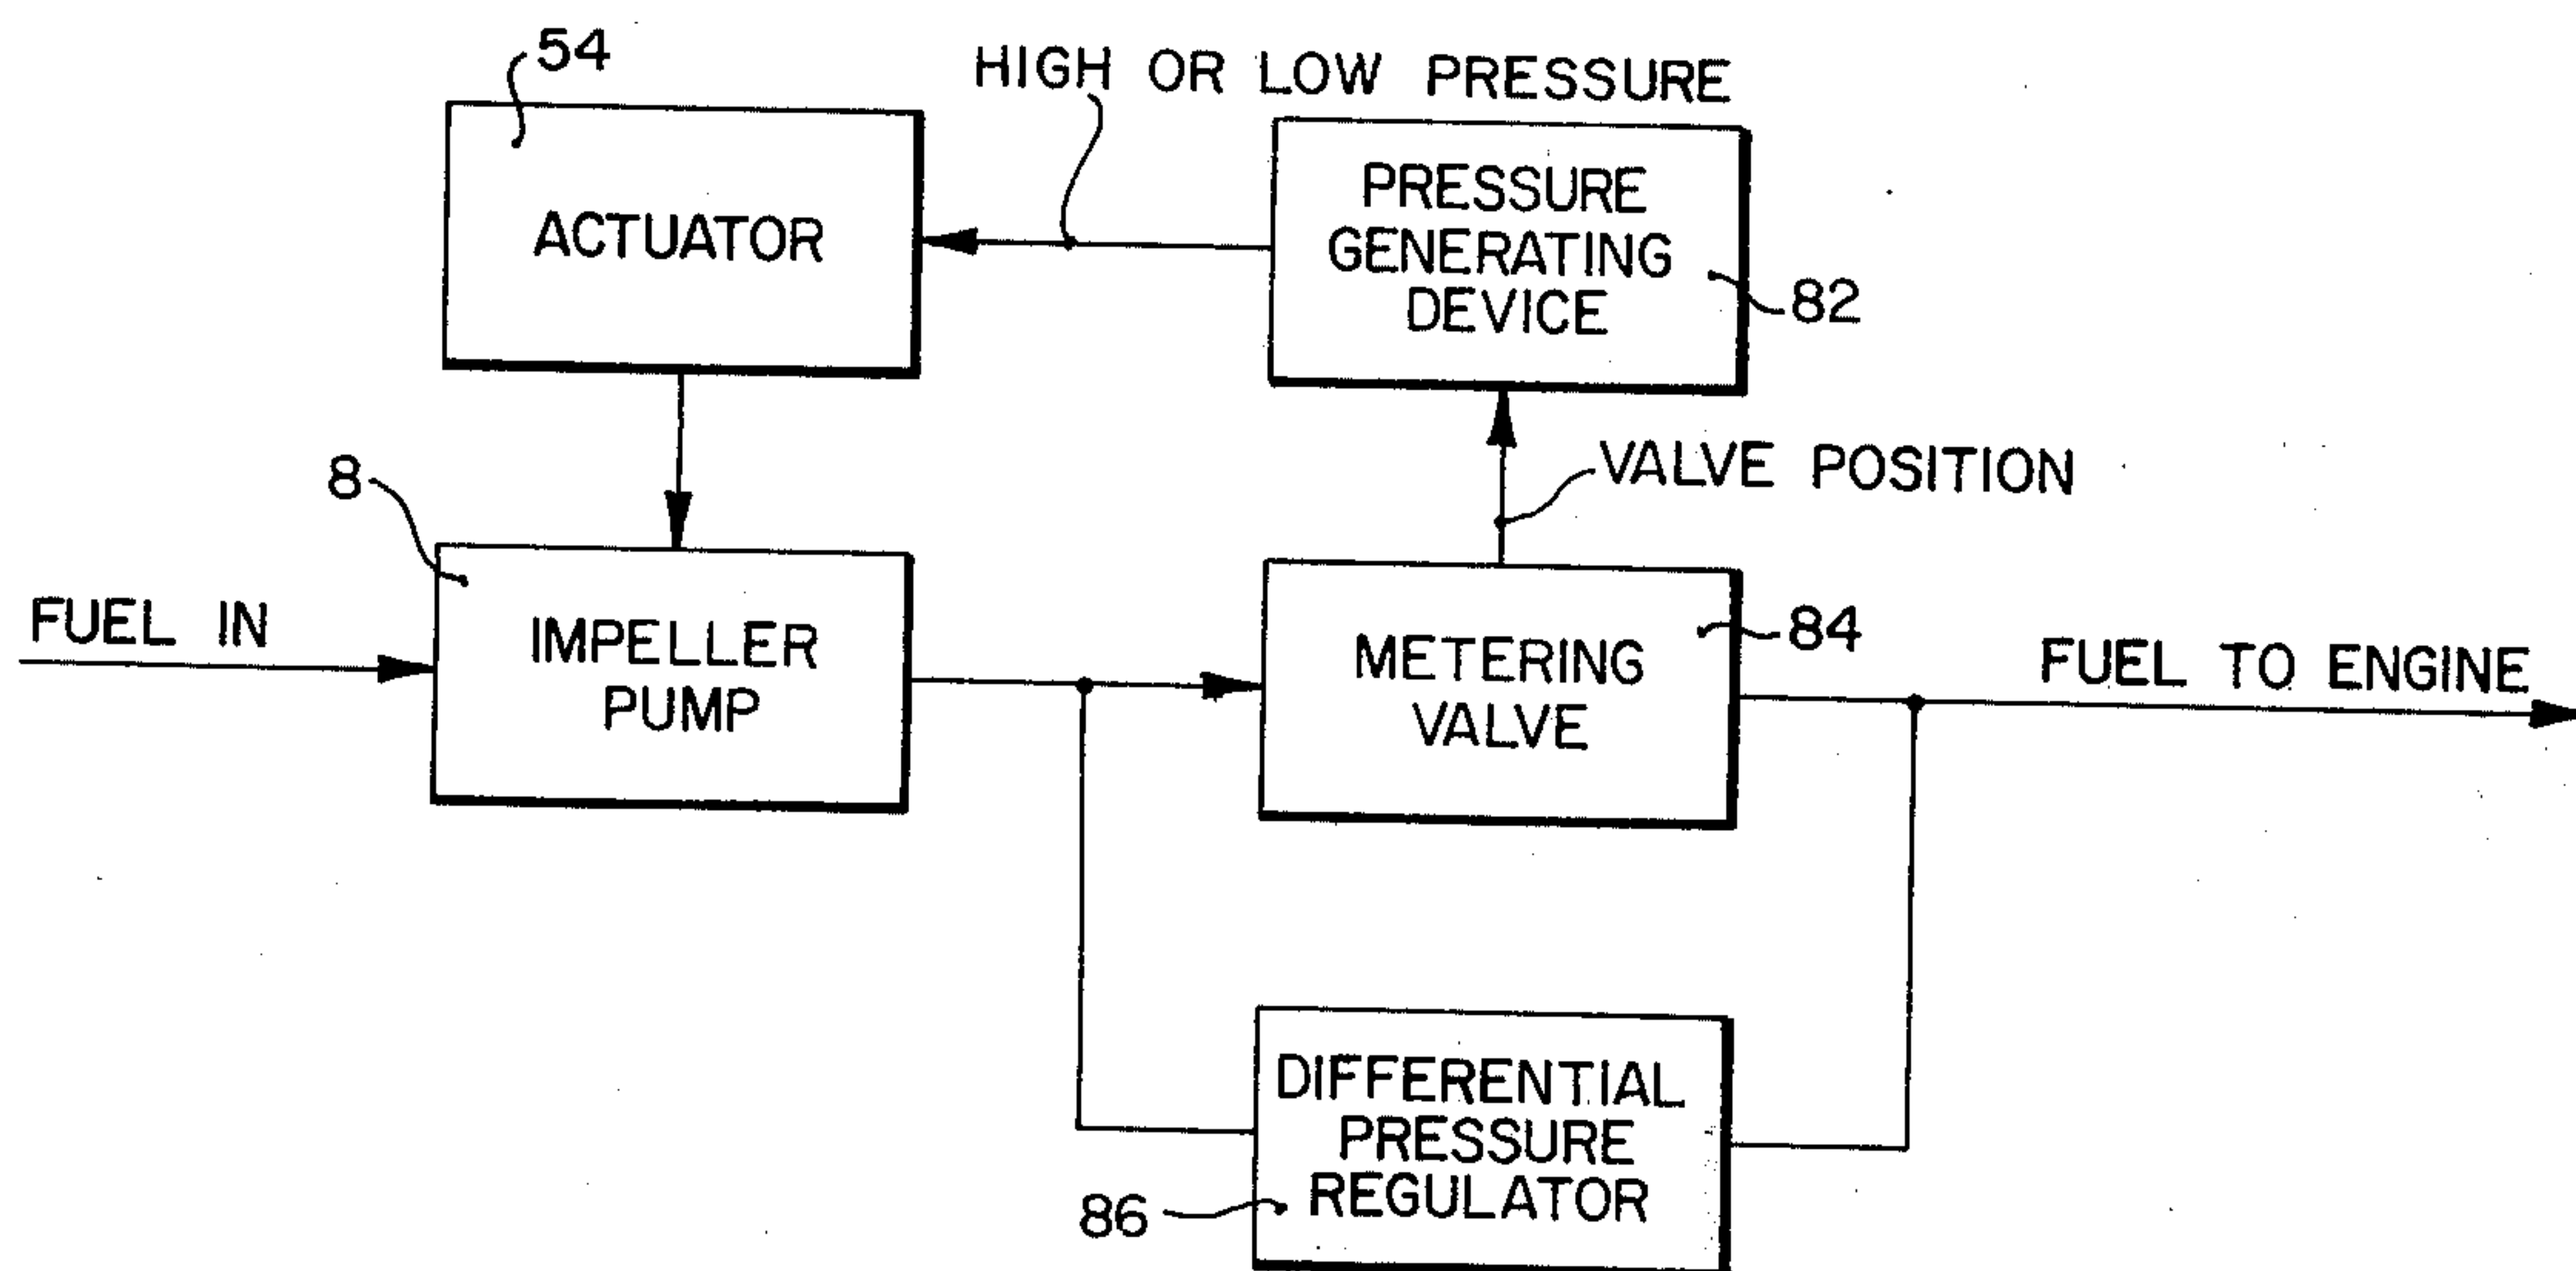 54
HIGH OR LOW PRESSURE
ACTUATOR
PRESSURE
GENERATING
DEVICE
82
8
VALVE POSITION
FUEL IN
IMPELLER
PUMP
METERING
VALVE
84
FUEL TO ENGINE
DIFFERENTIAL
PRESSURE
REGULATOR
86